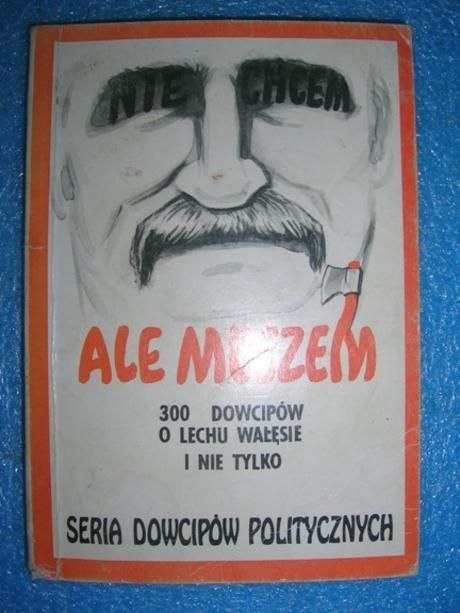 NIE CHCEM
ALE MUSZEM
300 DOWCIPÓW
O LECHU WAŁĘSIE
I NIE TYLKO
SERIA DOWCIPÓW POLITYCZNYCH